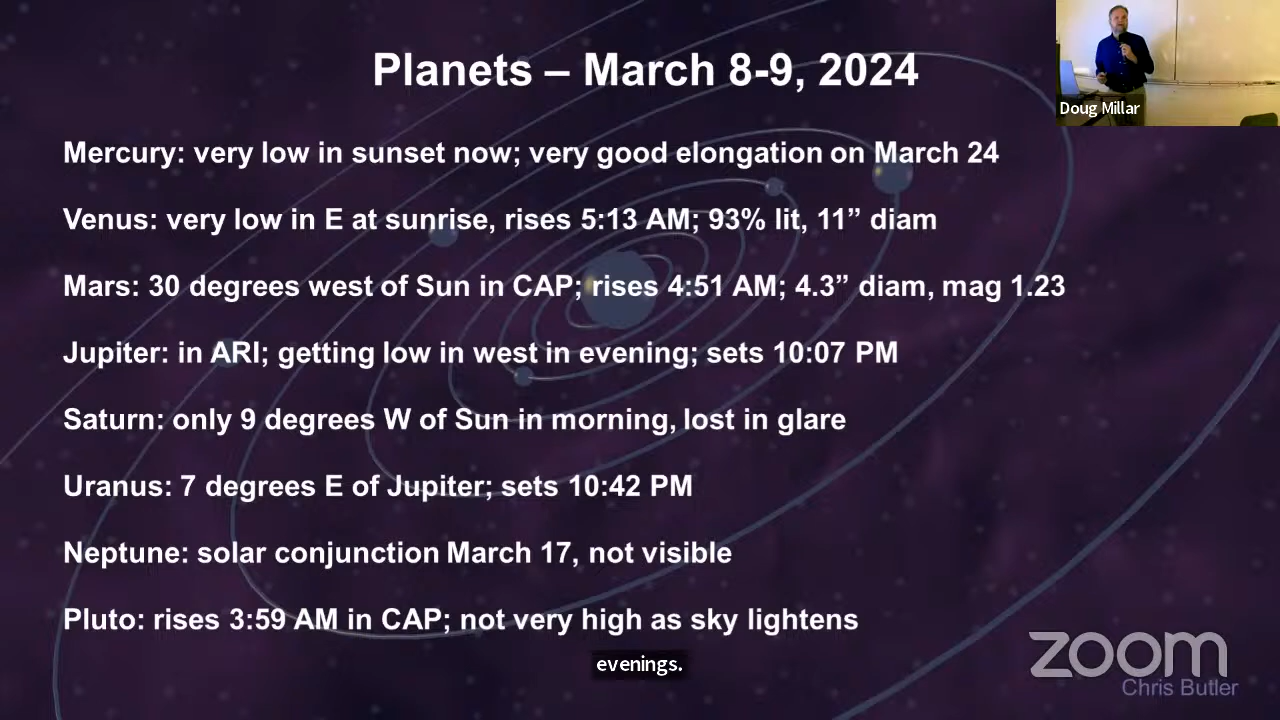 Planets – March 8-9, 2024
Doug Millar
Mercury: very low in sunset now; very good elongation on March 24
Venus: very low in E at sunrise, rises 5:13 AM; 93% lit, 11” diam
Mars: 30 degrees west of Sun in CAP; rises 4:51 AM; 4.3” diam, mag 1.23
Jupiter: in ARI; getting low in west in evening; sets 10:07 PM
Saturn: only 9 degrees W of Sun in morning, lost in glare
Uranus: 7 degrees E of Jupiter; sets 10:42 PM
Neptune: solar conjunction March 17, not visible
Pluto: rises 3:59 AM in CAP; not very high as sky lightens
evenings.
zoom
Chris Butler